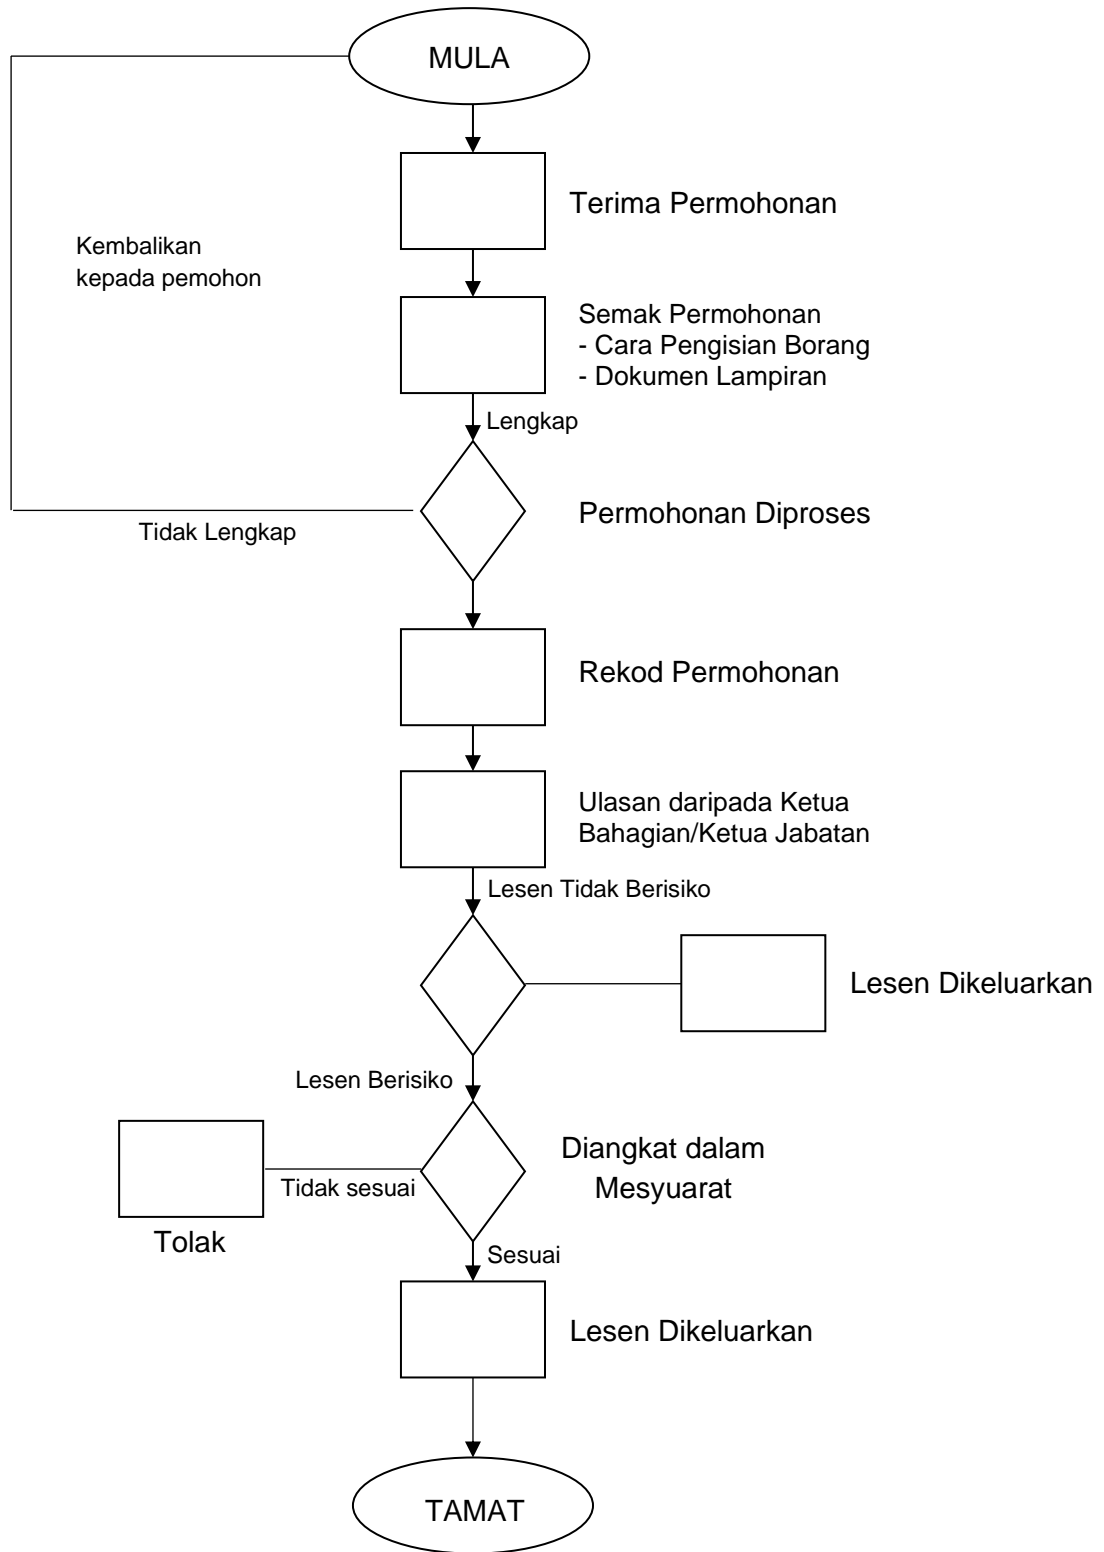 MULA
Terima Permohonan
Kembalikan
kepada pemohon
Semak Permohonan
- Cara Pengisian Borang
- Dokumen Lampiran
Lengkap
Permohonan Diproses
Tidak Lengkap
Rekod Permohonan
Ulasan daripada Ketua
Bahagian/Ketua Jabatan
Lesen Tidak Berisiko
Lesen Dikeluarkan
Lesen Berisiko
Diangkat dalam
Mesyuarat
Tidak sesuai
Tolak
Sesuai
Lesen Dikeluarkan
TAMAT